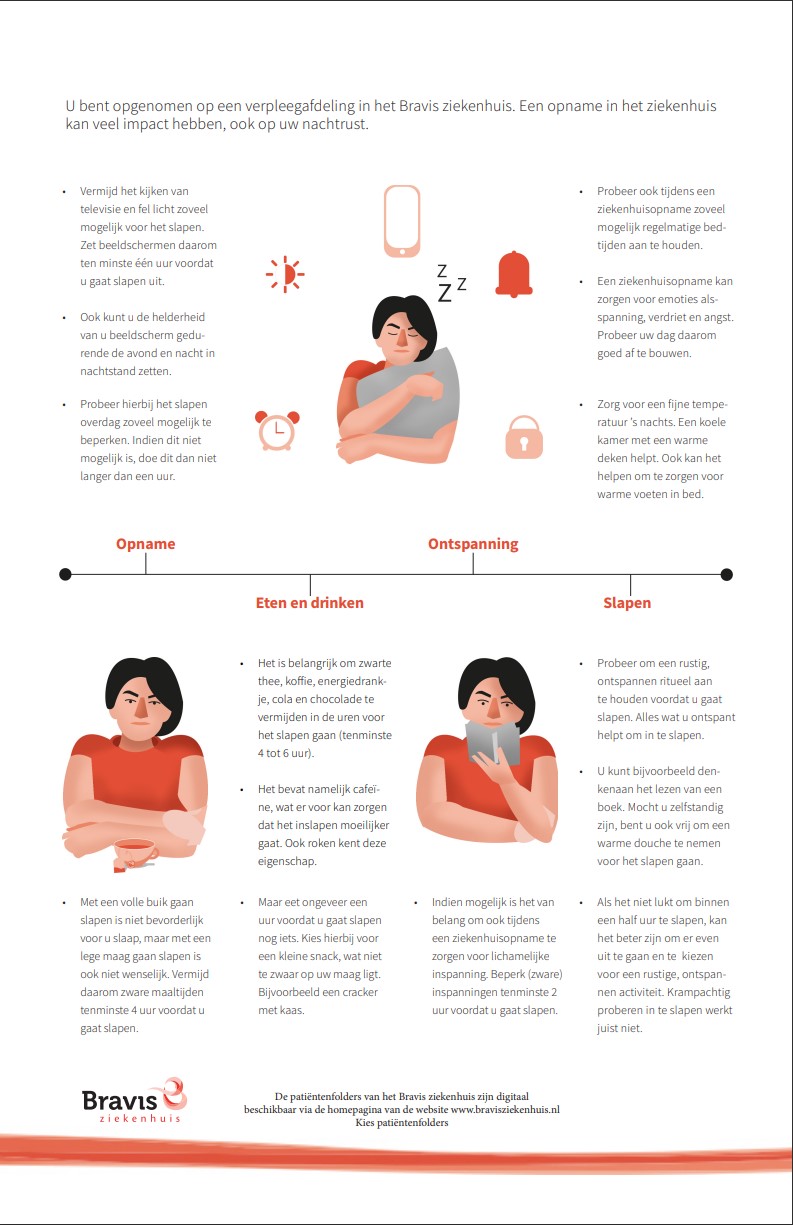 U bent opgenomen op een verpleegafdeling in het Bravis ziekenhuis. Een opname in het ziekenhuis
kan veel impact hebben, ook op uw nachtrust.
• Vermijd het kijken van
televisie en fel licht zoveel
mogelijk voor het slapen.
Zet beeldschermen daarom
ten minste één uur voordat
u gaat slapen uit.
• Ook kunt u de helderheid
van u beeldscherm gedu-
rende de avond en nacht in
nachtstand zetten.
• Probeer hierbij het slapen
overdag zoveel mogelijk te
beperken. Indien dit niet
mogelijk is, doe dit dan niet
langer dan een uur.
Z
Z
Z
• Probeer ook tijdens een
ziekenhuisopname zoveel
mogelijk regelmatige bed-
tijden aan te houden.
• Een ziekenhuisopname kan
zorgen voor emoties als-
spanning, verdriet en angst.
Probeer uw dag daarom
goed af te bouwen.
• Zorg voor een fijne tempe-
ratuur 's nachts. Een koele
kamer met een warme
deken helpt. Ook kan het
helpen om te zorgen voor
warme voeten in bed.
Opname
Ontspanning
Eten en drinken
Slapen
• Het is belangrijk om zwarte
thee, koffie, energiedrank-
je, cola en chocolade te
vermijden in de uren voor
het slapen gaan (tenminste
4 tot 6 uur).
• Het bevat namelijk cafeï-
ne, wat er voor kan zorgen
dat het inslapen moeilijker
gaat. Ook roken kent deze
eigenschap.
• Probeer om een rustig,
ontspannen ritueel aan
te houden voordat u gaat
slapen. Alles wat u ontspant
helpt om in te slapen.
• U kunt bijvoorbeeld den-
kenaan het lezen van een
boek. Mocht u zelfstandig
zijn, bent u ook vrij om een
warme douche te nemen
voor het slapen gaan.
• Met een volle buik gaan
slapen is niet bevorderlijk
voor u slaap, maar met een
lege maag gaan slapen is
ook niet wenselijk. Vermijd
daarom zware maaltijden
tenminste 4 uur voordat u
gaat slapen.
• Maar eet ongeveer een
uur voordat u gaat slapen
nog iets. Kies hierbij voor
een kleine snack, wat niet
te zwaar op uw maag ligt.
Bijvoorbeeld een cracker
met kaas.
• Indien mogelijk is het van
belang om ook tijdens
een ziekenhuisopname te
zorgen voor lichamelijke
inspanning. Beperk (zware)
inspanningen tenminste 2
uur voordat u gaat slapen.
• Als het niet lukt om binnen
een half uur te slapen, kan
het beter zijn om er even
uit te gaan en te kiezen
voor een rustige, ontspan-
nen activiteit. Krampachtig
proberen in te slapen werkt
juist niet.
Bravis
ziekenhuis
De patiëntenfolders van het Bravis ziekenhuis zijn digitaal
beschikbaar via de homepagina van de website www.bravisziekenhuis.nl
Kies patiëntenfolders